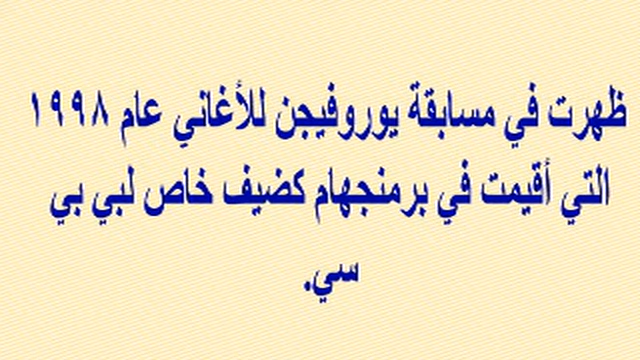 ظهرت في مسابقة يوروفيجن للأغاني عام ١٩٩٨
التي أقيمت في برمنجهام كضيف خاص لبي بي
سي.